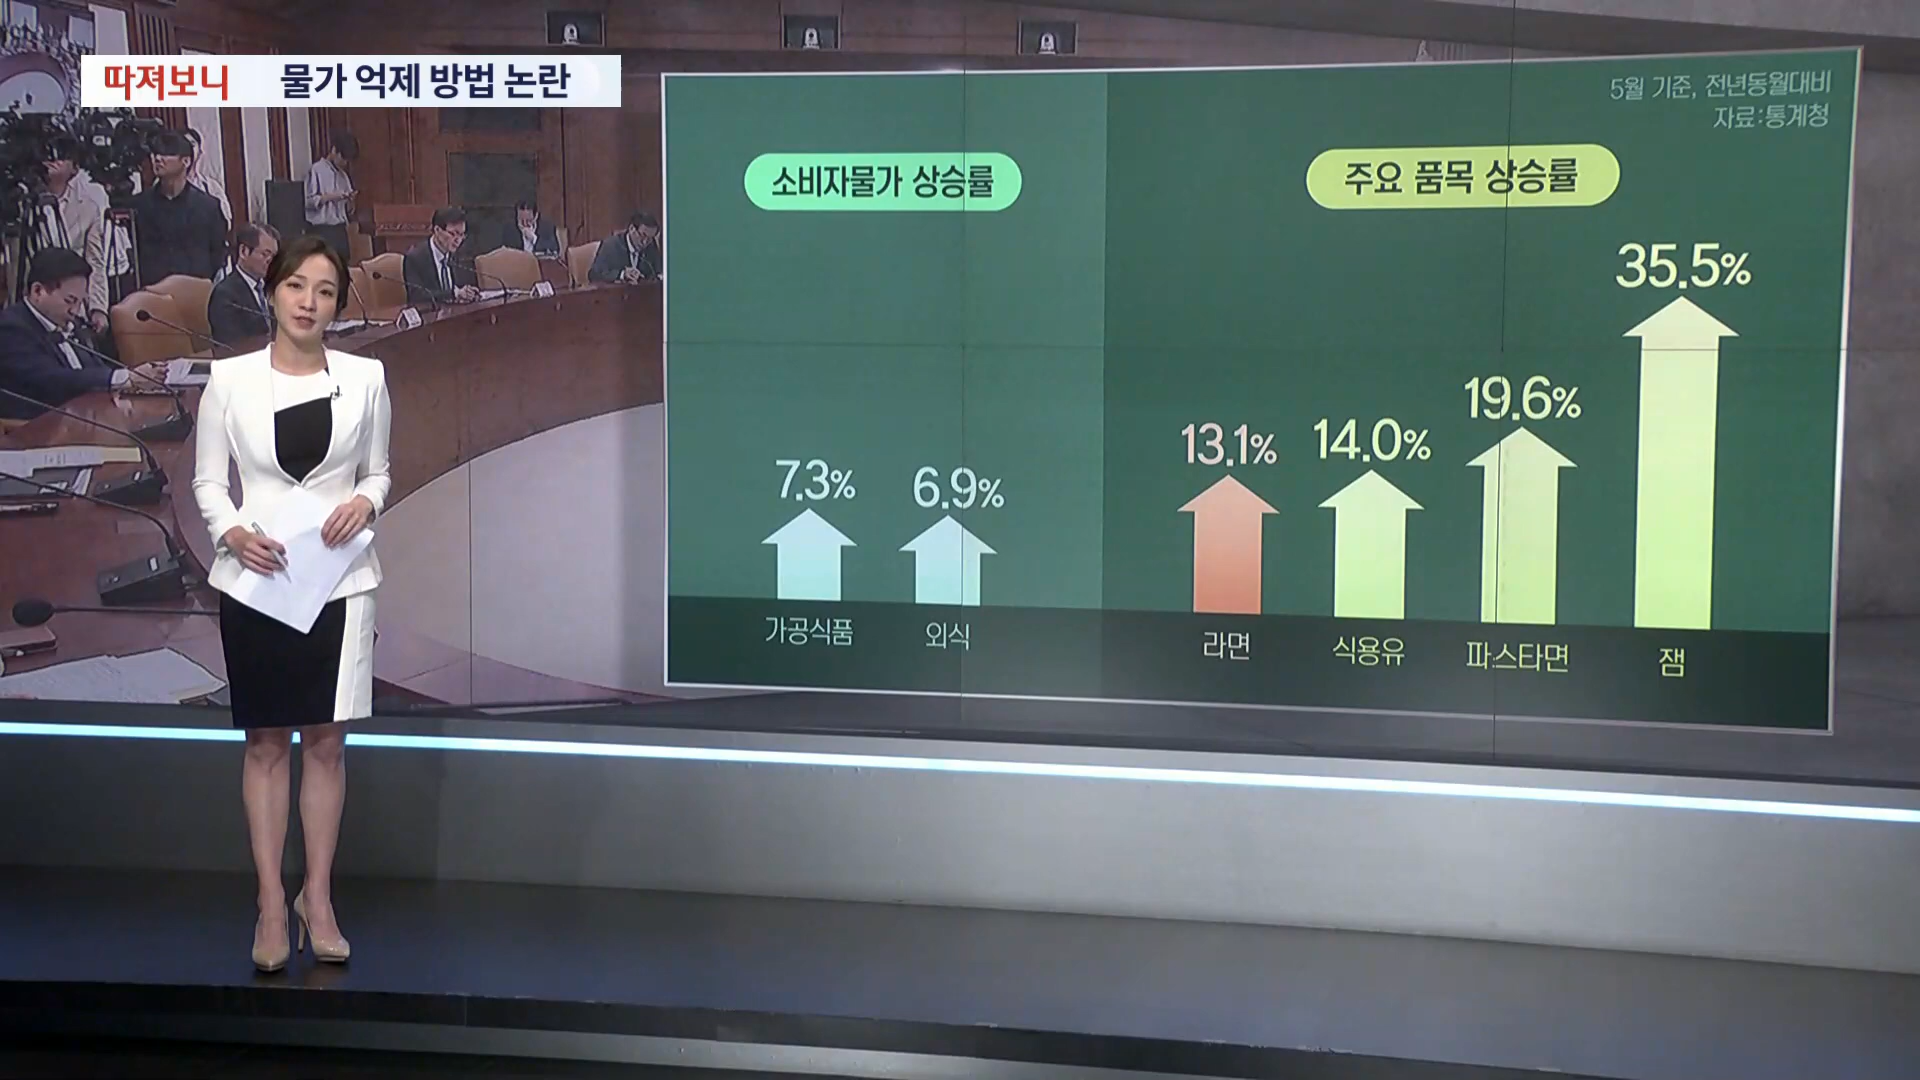 따져보니 물가 억제 방법 논란
5월 기준, 전년동월대비
자료:통계청
소비자물가 상승률
7.3% 6.9%
가공식품 외식
주요 품목 상승률
13.1% 14.0% 19.6% 35.5%
라면 식용유 파스타면 잼